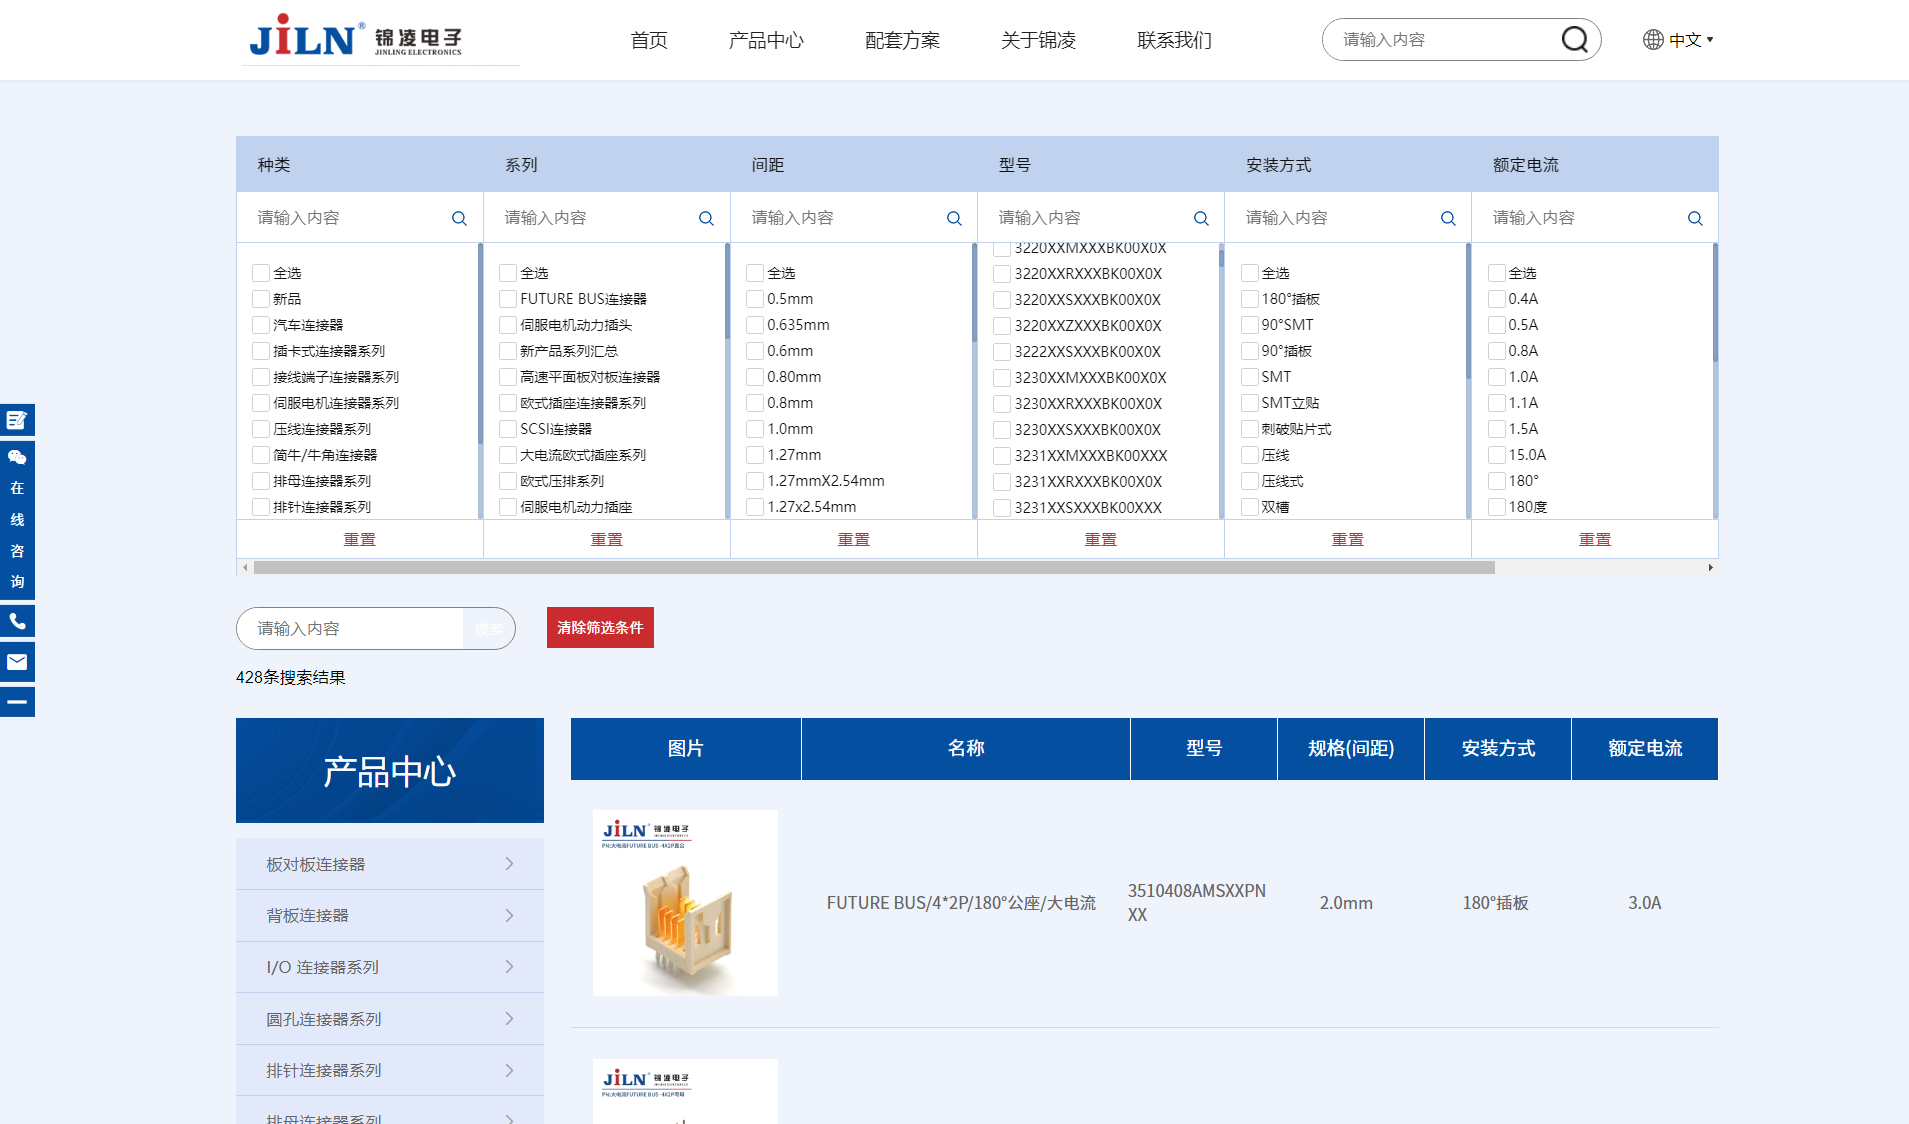 JiLN® 锦凌电子
JINLING ELECTRONICS
首页 产品中心 配套方案 关于锦凌 联系我们
请输入内容
中文
种类 系列 间距 型号 安装方式 额定电流
请输入内容 请输入内容 请输入内容 请输入内容 请输入内容 请输入内容
全选
新品
汽车连接器
插卡式连接器系列
接线端子连接器系列
伺服电机连接器系列
压线连接器系列
简牛/牛角连接器
排母连接器系列
排针连接器系列
重置
全选
FUTURE BUS连接器
伺服电机动力插头
新产品系列汇总
高速平面板对板连接器
欧式插座连接器系列
SCSI连接器
大电流欧式插座系列
欧式压排系列
伺服电机动力插座
重置
全选
0.5mm
0.635mm
0.6mm
0.80mm
0.8mm
1.0mm
1.27mm
1.27mmX2.54mm
1.27x2.54mm
重置
3220XXMXXXBK00X0X
3220XXRXXXBK00X0X
3220XXSXXXBK00X0X
3220XXZXXXBK00X0X
3222XXSXXXBK00X0X
3230XXMXXXBK00X0X
3230XXRXXXBK00X0X
3230XXSXXXBK00X0X
3231XXMXXXBK00XXX
3231XXRXXXBK00X0X
3231XXSXXXBK00XXX
重置
全选
180°插板
90°SMT
90°插板
SMT
SMT立贴
刺破贴片式
压线
压线式
双槽
重置
全选
0.4A
0.5A
0.8A
1.0A
1.1A
1.5A
15.0A
180°
180度
重置
在
线
咨
询
请输入内容 搜索 清除筛选条件
428条搜索结果
产品中心
板对板连接器
背板连接器
I/O 连接器系列
圆孔连接器系列
排针连接器系列
排母连接器系列
图片 名称 型号 规格(间距) 安装方式 额定电流
JiLN 锦凌电子
PN:大电流FUTURE BUS -4X2P直公
FUTURE BUS/4*2P/180°公座/大电流
3510408AMSXXPN
XX
2.0mm
180°插板
3.0A
JiLN 锦凌电子